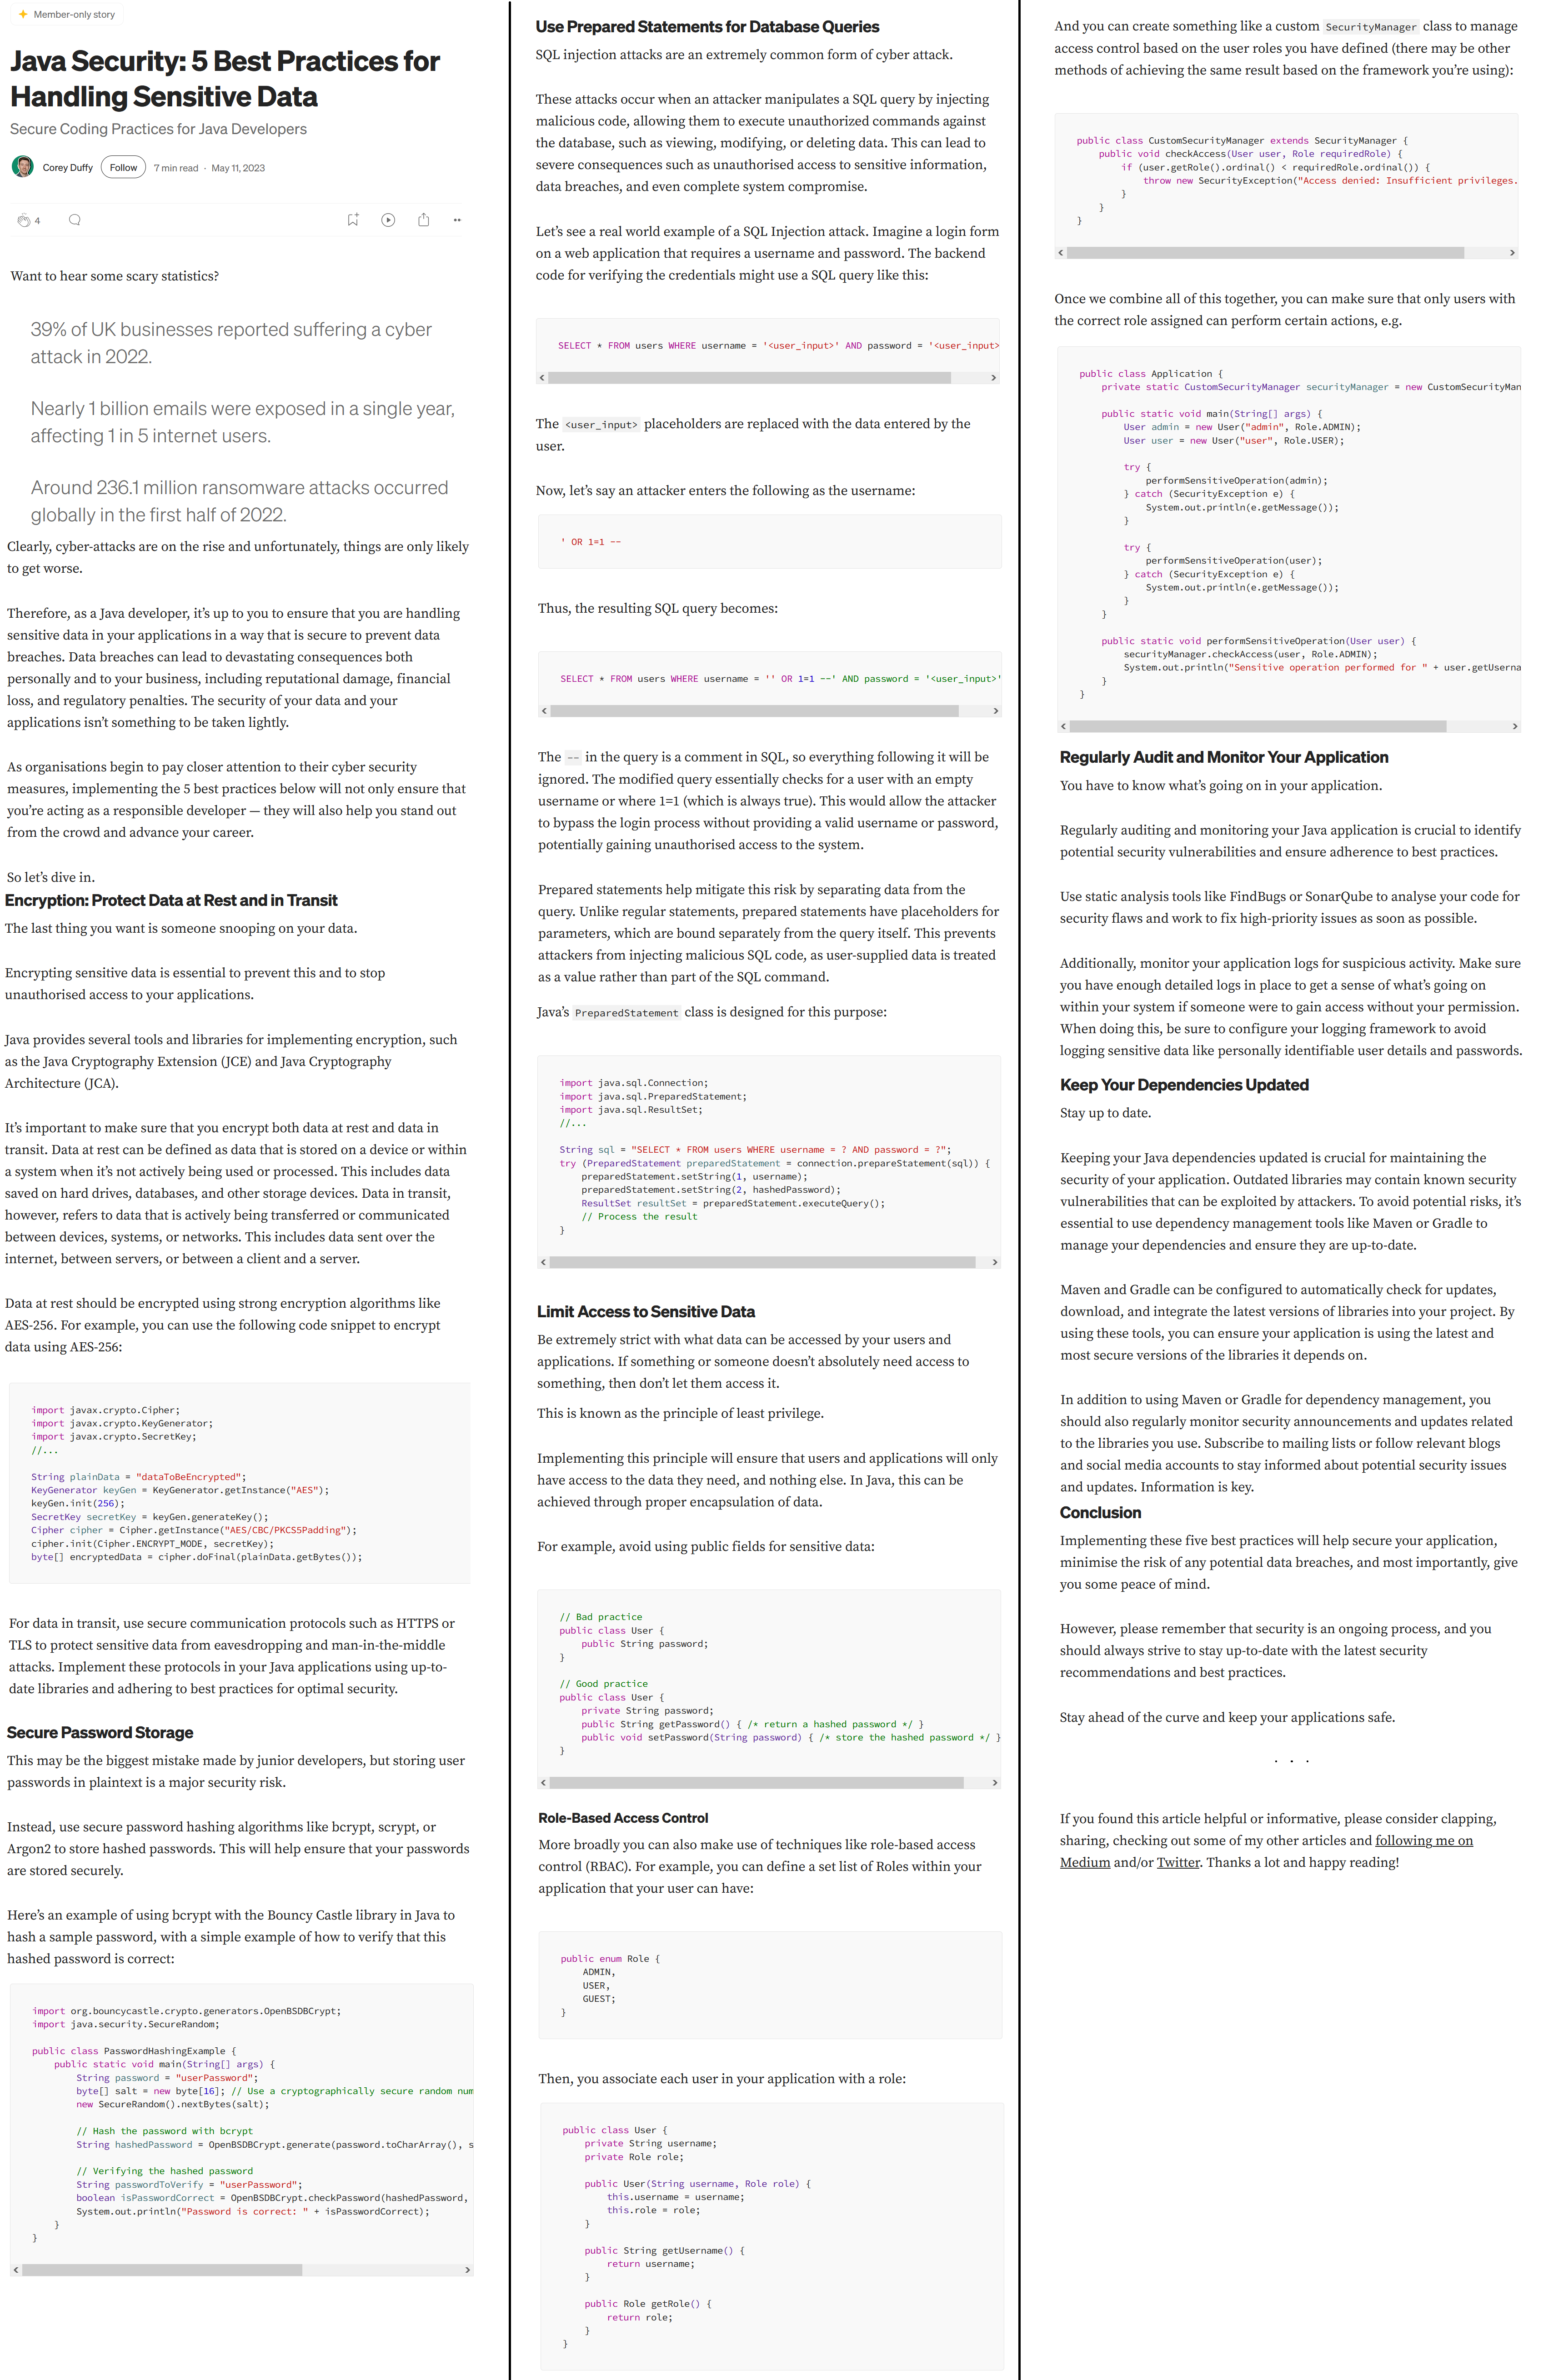 Member-only story
Java Security: 5 Best Practices for
Handling Sensitive Data
Secure Coding Practices for Java Developers
Corey Duffy
Follow
7 min read · May 11, 2023
4
Want to hear some scary statistics?
39% of UK businesses reported suffering a cyber
attack in 2022.
Nearly 1 billion emails were exposed in a single year,
affecting 1 in 5 internet users.
Around 236.1 million ransomware attacks occurred
globally in the first half of 2022.
Clearly, cyber-attacks are on the rise and unfortunately, things are only likely
to get worse.
Therefore, as a Java developer, it’s up to you to ensure that you are handling
sensitive data in your applications in a way that is secure to prevent data
breaches. Data breaches can lead to devastating consequences both
personally and to your business, including reputational damage, financial
loss, and regulatory penalties. The security of your data and your
applications isn’t something to be taken lightly.
As organisations begin to pay closer attention to their cyber security
measures, implementing the 5 best practices below will not only ensure that
you’re acting as a responsible developer — they will also help you stand out
from the crowd and advance your career.
So let’s dive in.
Encryption: Protect Data at Rest and in Transit
The last thing you want is someone snooping on your data.
Encrypting sensitive data is essential to prevent this and to stop
unauthorised access to your applications.
Java provides several tools and libraries for implementing encryption, such
as the Java Cryptography Extension (JCE) and Java Cryptography
Architecture (JCA).
It’s important to make sure that you encrypt both data at rest and data in
transit. Data at rest can be defined as data that is stored on a device or within
a system when it’s not actively being used or processed. This includes data
saved on hard drives, databases, and other storage devices. Data in transit,
however, refers to data that is actively being transferred or communicated
between devices, systems, or networks. This includes data sent over the
internet, between servers, or between a client and a server.
Data at rest should be encrypted using strong encryption algorithms like
AES-256. For example, you can use the following code snippet to encrypt
data using AES-256:
import javax.crypto.Cipher;
import javax.crypto.KeyGenerator;
import javax.crypto.SecretKey;
//...
String plainData = "dataToBeEncrypted";
KeyGenerator keyGen = KeyGenerator.getInstance("AES");
keyGen.init(256);
SecretKey secretKey = keyGen.generateKey();
Cipher cipher = Cipher.getInstance("AES/CBC/PKCS5Padding");
cipher.init(Cipher.ENCRYPT_MODE, secretKey);
byte[] encryptedData = cipher.doFinal(plainData.getBytes());
For data in transit, use secure communication protocols such as HTTPS or
TLS to protect sensitive data from eavesdropping and man-in-the-middle
attacks. Implement these protocols in your Java applications using up-to-
date libraries and adhering to best practices for optimal security.
Secure Password Storage
This may be the biggest mistake made by junior developers, but storing user
passwords in plaintext is a major security risk.
Instead, use secure password hashing algorithms like bcrypt, scrypt, or
Argon2 to store hashed passwords. This will help ensure that your passwords
are stored securely.
Here’s an example of using bcrypt with the Bouncy Castle library in Java to
hash a sample password, with a simple example of how to verify that this
hashed password is correct:
import org.bouncycastle.crypto.generators.OpenBSDBCrypt;
import java.security.SecureRandom;
public class PasswordHashingExample {
public static void main(String[] args) {
String password = "userPassword";
byte[] salt = new byte[16]; // Use a cryptographically secure random num
new SecureRandom().nextBytes(salt);
// Hash the password with bcrypt
String hashedPassword = OpenBSDBCrypt.generate(password.toCharArray(), s
// Verifying the hashed password
String passwordToVerify = "userPassword";
boolean isPasswordCorrect = OpenBSDBCrypt.checkPassword(hashedPassword,
System.out.println("Password is correct: " + isPasswordCorrect);
}
}
Use Prepared Statements for Database Queries
SQL injection attacks are an extremely common form of cyber attack.
These attacks occur when an attacker manipulates a SQL query by injecting
malicious code, allowing them to execute unauthorized commands against
the database, such as viewing, modifying, or deleting data. This can lead to
severe consequences such as unauthorised access to sensitive information,
data breaches, and even complete system compromise.
Let’s see a real world example of a SQL Injection attack. Imagine a login form
on a web application that requires a username and password. The backend
code for verifying the credentials might use a SQL query like this:
SELECT * FROM users WHERE username = '<user_input>' AND password = '<user_input>
The <user_input> placeholders are replaced with the data entered by the
user.
Now, let’s say an attacker enters the following as the username:
' OR 1=1 --
Thus, the resulting SQL query becomes:
SELECT * FROM users WHERE username = '' OR 1=1 --' AND password = '<user_input>'
The -- in the query is a comment in SQL, so everything following it will be
ignored. The modified query essentially checks for a user with an empty
username or where 1=1 (which is always true). This would allow the attacker
to bypass the login process without providing a valid username or password,
potentially gaining unauthorised access to the system.
Prepared statements help mitigate this risk by separating data from the
query. Unlike regular statements, prepared statements have placeholders for
parameters, which are bound separately from the query itself. This prevents
attackers from injecting malicious SQL code, as user-supplied data is treated
as a value rather than part of the SQL command.
Java’s PreparedStatement class is designed for this purpose:
import java.sql.Connection;
import java.sql.PreparedStatement;
import java.sql.ResultSet;
//...
String sql = "SELECT * FROM users WHERE username = ? AND password = ?";
try (PreparedStatement preparedStatement = connection.prepareStatement(sql)) {
preparedStatement.setString(1, username);
preparedStatement.setString(2, hashedPassword);
ResultSet resultSet = preparedStatement.executeQuery();
// Process the result
}
Limit Access to Sensitive Data
Be extremely strict with what data can be accessed by your users and
applications. If something or someone doesn’t absolutely need access to
something, then don’t let them access it.
This is known as the principle of least privilege.
Implementing this principle will ensure that users and applications will only
have access to the data they need, and nothing else. In Java, this can be
achieved through proper encapsulation of data.
For example, avoid using public fields for sensitive data:
// Bad practice
public class User {
public String password;
}
// Good practice
public class User {
private String password;
public String getPassword() { /* return a hashed password */ }
public void setPassword(String password) { /* store the hashed password */ }
}
Role-Based Access Control
More broadly you can also make use of techniques like role-based access
control (RBAC). For example, you can define a set list of Roles within your
application that your user can have:
public enum Role {
ADMIN,
USER,
GUEST;
}
Then, you associate each user in your application with a role:
public class User {
private String username;
private Role role;
public User(String username, Role role) {
this.username = username;
this.role = role;
}
public String getUsername() {
return username;
}
public Role getRole() {
return role;
}
}
And you can create something like a custom SecurityManager class to manage
access control based on the user roles you have defined (there may be other
methods of achieving the same result based on the framework you’re using):
public class CustomSecurityManager extends SecurityManager {
public void checkAccess(User user, Role requiredRole) {
if (user.getRole().ordinal() < requiredRole.ordinal()) {
throw new SecurityException("Access denied: Insufficient privileges.
}
}
}
Once we combine all of this together, you can make sure that only users with
the correct role assigned can perform certain actions, e.g.
public class Application {
private static CustomSecurityManager securityManager = new CustomSecurityMan
public static void main(String[] args) {
User admin = new User("admin", Role.ADMIN);
User user = new User("user", Role.USER);
try {
performSensitiveOperation(admin);
} catch (SecurityException e) {
System.out.println(e.getMessage());
}
try {
performSensitiveOperation(user);
} catch (SecurityException e) {
System.out.println(e.getMessage());
}
}
public static void performSensitiveOperation(User user) {
securityManager.checkAccess(user, Role.ADMIN);
System.out.println("Sensitive operation performed for " + user.getUserna
}
}
Regularly Audit and Monitor Your Application
You have to know what’s going on in your application.
Regularly auditing and monitoring your Java application is crucial to identify
potential security vulnerabilities and ensure adherence to best practices.
Use static analysis tools like FindBugs or SonarQube to analyse your code for
security flaws and work to fix high-priority issues as soon as possible.
Additionally, monitor your application logs for suspicious activity. Make sure
you have enough detailed logs in place to get a sense of what’s going on
within your system if someone were to gain access without your permission.
When doing this, be sure to configure your logging framework to avoid
logging sensitive data like personally identifiable user details and passwords.
Keep Your Dependencies Updated
Stay up to date.
Keeping your Java dependencies updated is crucial for maintaining the
security of your application. Outdated libraries may contain known security
vulnerabilities that can be exploited by attackers. To avoid potential risks, it’s
essential to use dependency management tools like Maven or Gradle to
manage your dependencies and ensure they are up-to-date.
Maven and Gradle can be configured to automatically check for updates,
download, and integrate the latest versions of libraries into your project. By
using these tools, you can ensure your application is using the latest and
most secure versions of the libraries it depends on.
In addition to using Maven or Gradle for dependency management, you
should also regularly monitor security announcements and updates related
to the libraries you use. Subscribe to mailing lists or follow relevant blogs
and social media accounts to stay informed about potential security issues
and updates. Information is key.
Conclusion
Implementing these five best practices will help secure your application,
minimise the risk of any potential data breaches, and most importantly, give
you some peace of mind.
However, please remember that security is an ongoing process, and you
should always strive to stay up-to-date with the latest security
recommendations and best practices.
Stay ahead of the curve and keep your applications safe.
. . .
If you found this article helpful or informative, please consider clapping,
sharing, checking out some of my other articles and following me on
Medium and/or Twitter. Thanks a lot and happy reading!